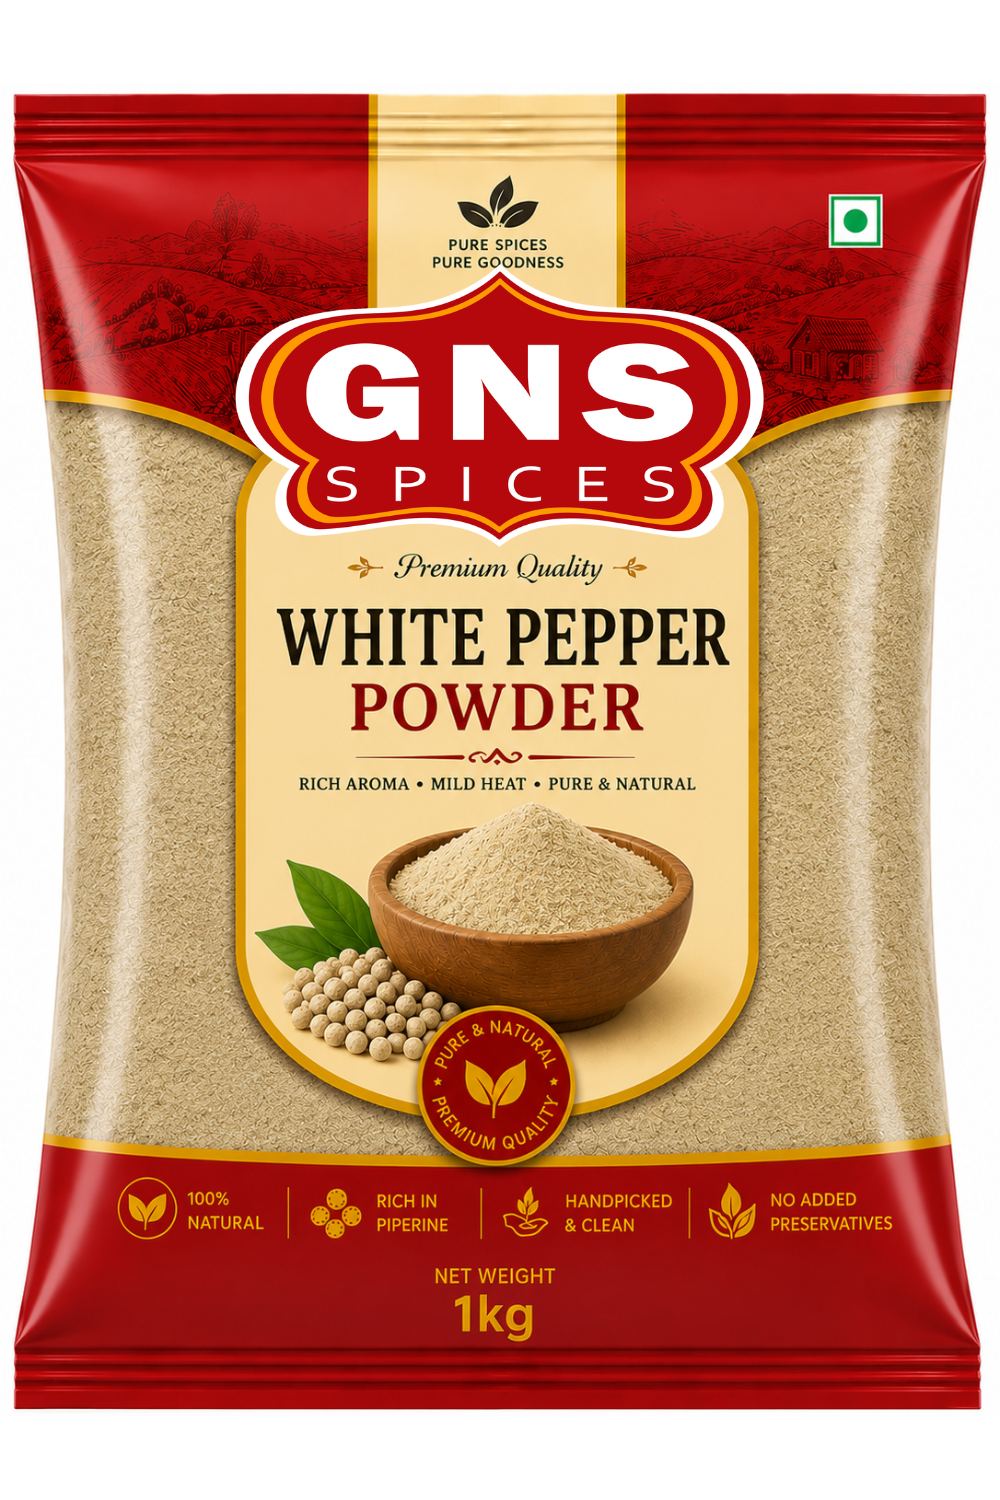 PURE SPICES
PURE GOODNESS
GNS
SPICES
Premium Quality
WHITE PEPPER
POWDER
RICH AROMA • MILD HEAT • PURE & NATURAL
PURE & NATURAL
PREMIUM QUALITY
100%
NATURAL
RICH IN
PIPERINE
HANDPICKED
& CLEAN
NO ADDED
PRESERVATIVES
NET WEIGHT
1kg